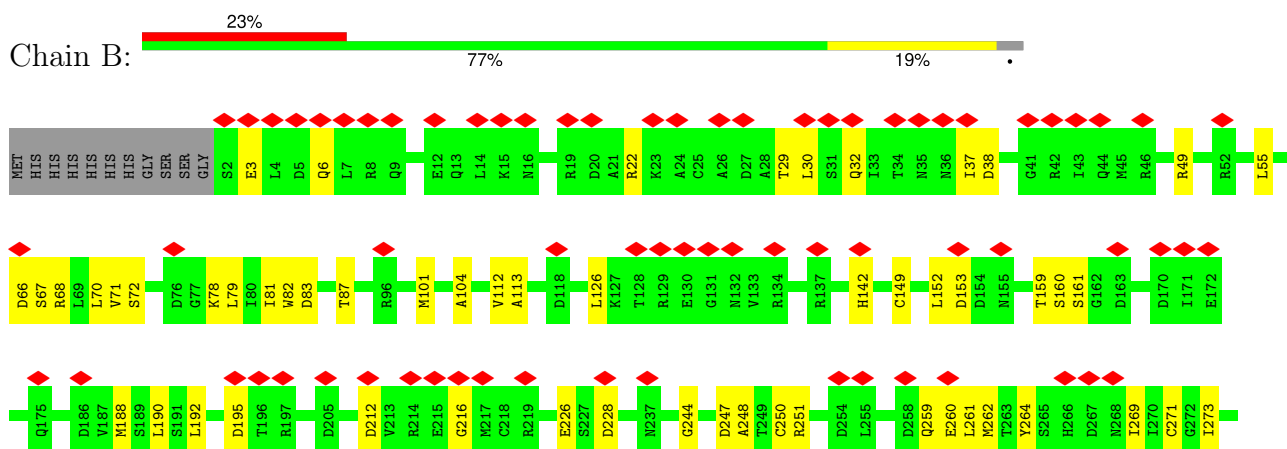 23%
Chain B:
77% 19% •
MET HIS HIS HIS HIS HIS HIS GLY SER SER GLY S2 E3 L4 D5 Q6 L7 R8 Q9 E12 Q13 L14 K15 N16 R19 D20 A21 R22 K23 A24 C25 A26 D27 A28 T29 L30 S31 Q32 I33 T34 N35 N36 I37 D38 G41 R42 I43 Q44 M45 R46 R49 R52 L55
D66 S67 R68 L69 L70 V71 S72 D76 G77 K78 L79 I80 I81 W82 D83 T87 R96 M101 A104 V112 A113 D118 L126 K127 T128 R129 E130 G131 N132 V133 R134 R137 H142 C149 L152 D153 D154 N155 T159 S160 S161 G162 D163 D170 I171 E172
Q175 D186 V187 M188 S189 L190 S191 L192 D195 T196 R197 D205 D212 V213 R214 E215 G216 M217 C218 R219 E226 S227 D228 N237 G244 D247 A248 T249 C250 R251 D254 L255 D258 Q259 E260 L261 M262 T263 Y264 S265 H266 D267 N268 I269 I270 C271 G272 I273